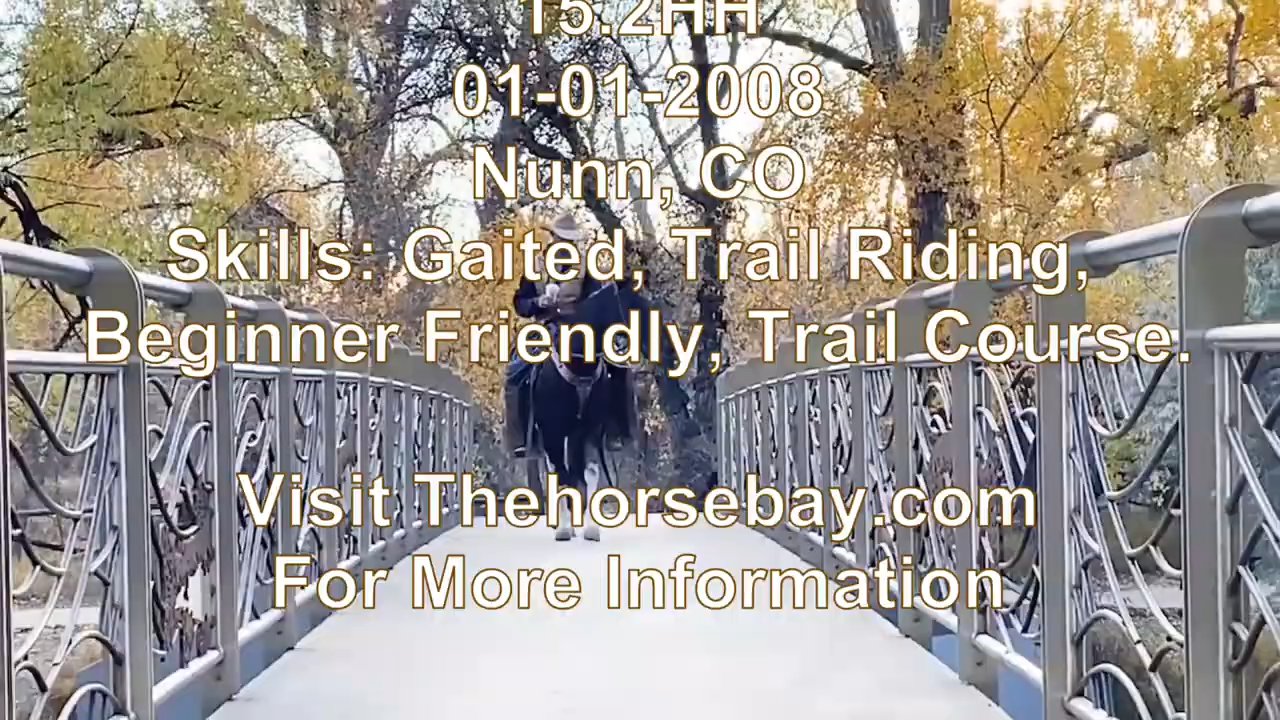 15.2HH
01-01-2008
Nunn, CO
Skills: Gaited, Trail Riding,
Beginner Friendly, Trail Course.
Visit Thehorsebay.com
For More Information